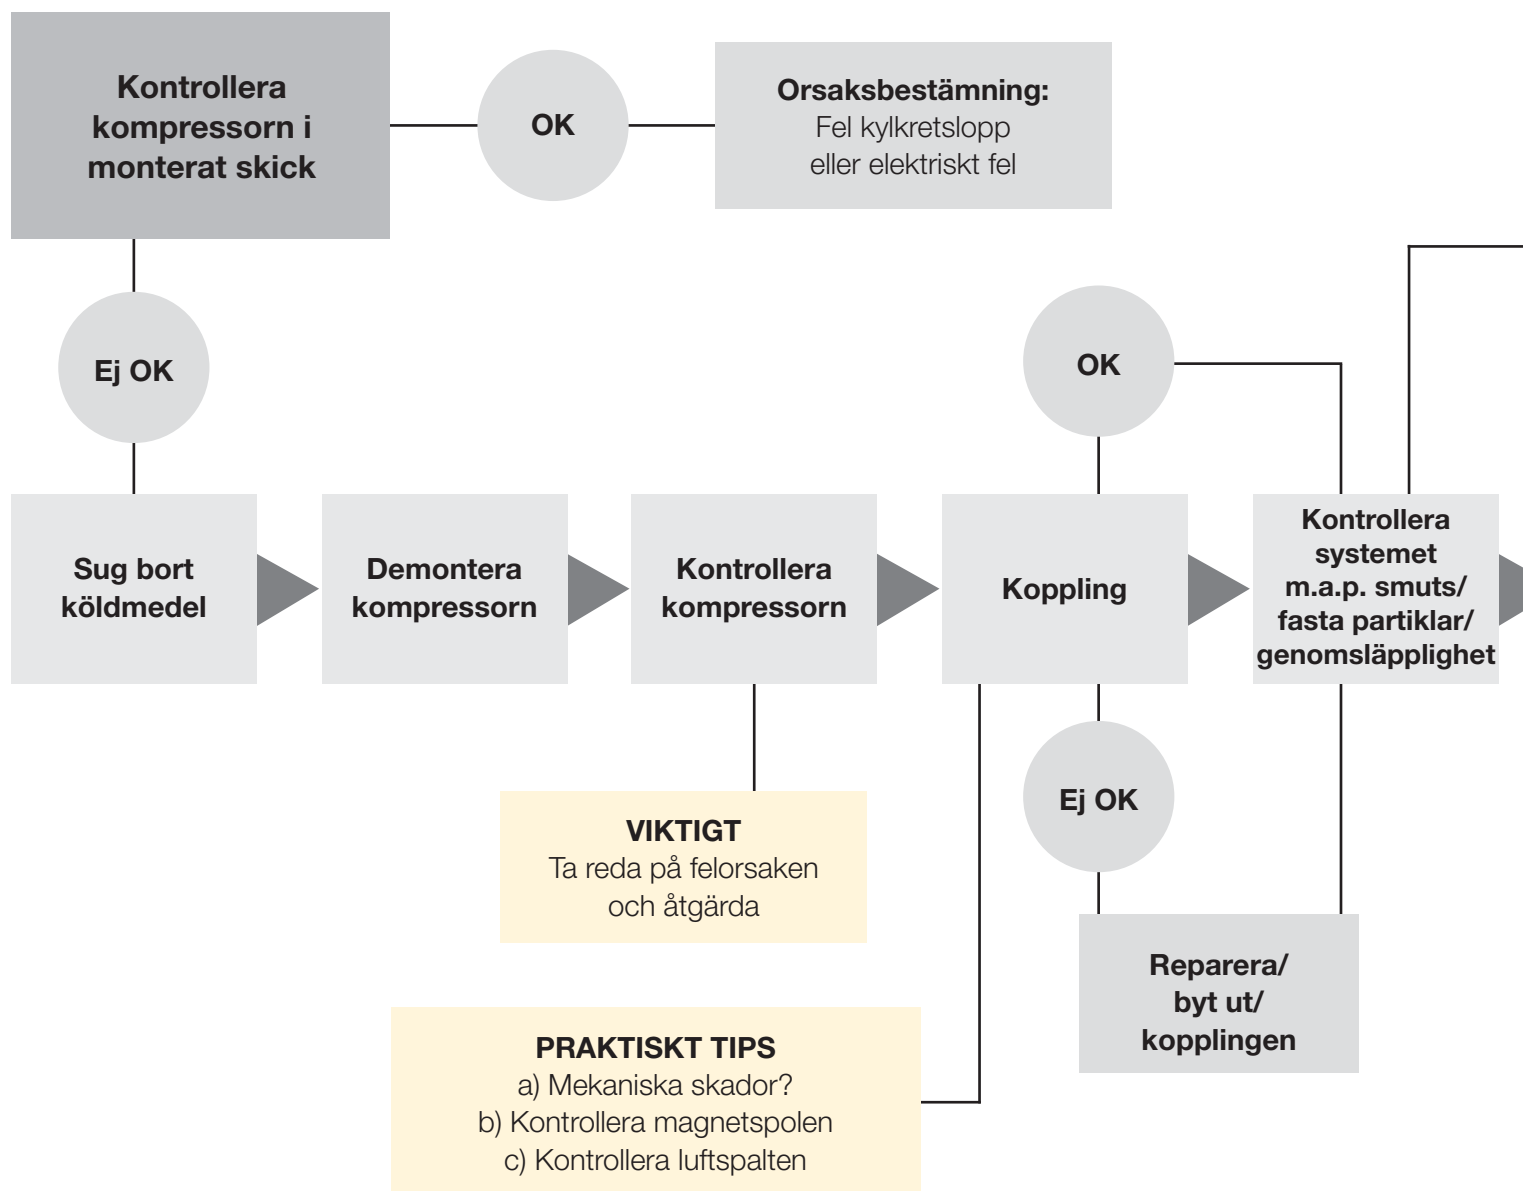 Kontrollera
kompressorn i
monterat skick
OK
Orsaksbestämning:
Fel kylkretslopp
eller elektriskt fel
Ej OK
OK
Sug bort
köldmedel
Demontera
kompressorn
Kontrollera
kompressorn
Koppling
Kontrollera
systemet
m.a.p. smuts/
fasta partiklar/
genomsläpplighet
VIKTIGT
Ta reda på felorsaken
och åtgärda
Ej OK
Reparera/
byt ut/
kopplingen
PRAKTISKT TIPS
a) Mekaniska skador?
b) Kontrollera magnetspolen
c) Kontrollera luftspalten